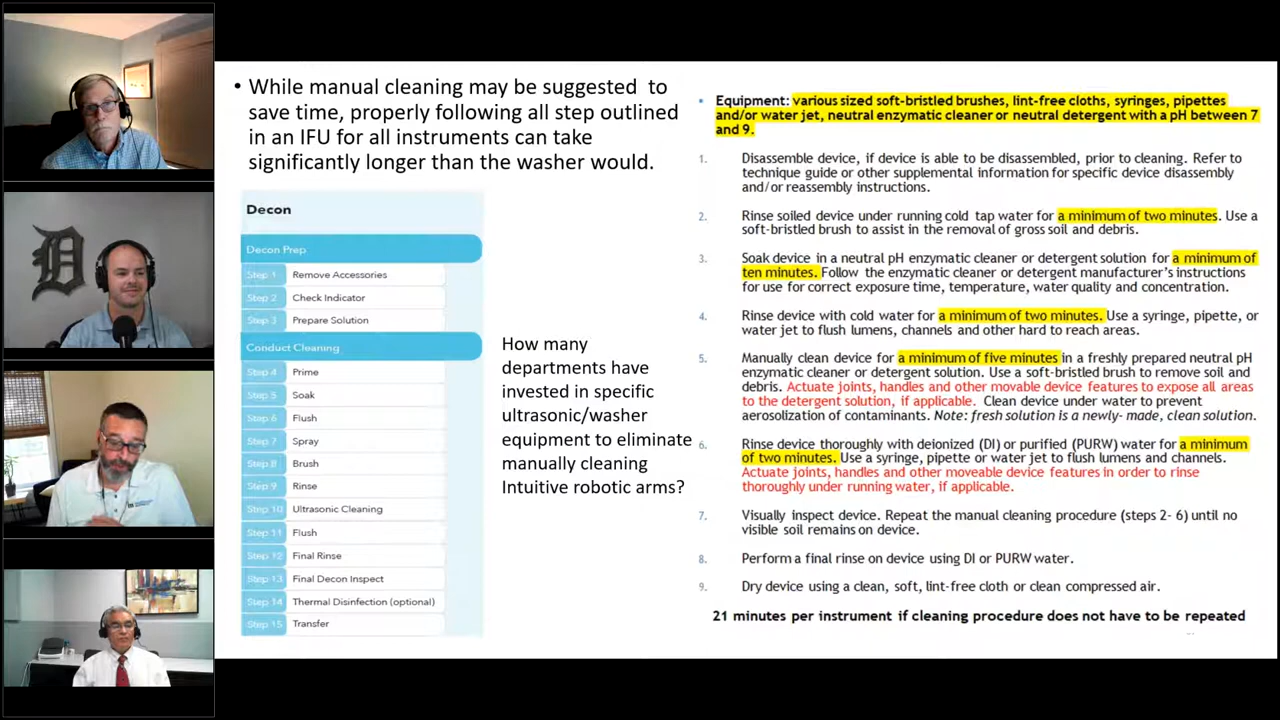 • While manual cleaning may be suggested to
save time, properly following all step outlined
in an IFU for all instruments can take
significantly longer than the washer would.
Decon
Decon Prep
Step 1 Remove Accessories
Step 2 Check Indicator
Step 3 Prepare Solution
Conduct Cleaning
Step 4 Prime
Step 5 Soak
Step 6 Flush
Step 7 Spray
Step 8 Brush
Step 9 Rinse
Step 10 Ultrasonic Cleaning
Step 11 Flush
Step 12 Final Rinse
Step 13 Final Decon Inspect
Step 14 Thermal Disinfection (optional)
Step 15 Transfer
How many
departments have
invested in specific
ultrasonic/washer
equipment to eliminate
manually cleaning
Intuitive robotic arms?
• Equipment: various sized soft-bristled brushes, lint-free cloths, syringes, pipettes
and/or water jet, neutral enzymatic cleaner or neutral detergent with a pH between 7
and 9.
1. Disassemble device, if device is able to be disassembled, prior to cleaning. Refer to
technique guide or other supplemental information for specific device disassembly
and/or reassembly instructions.
2. Rinse soiled device under running cold tap water for a minimum of two minutes. Use a
soft-bristled brush to assist in the removal of gross soil and debris.
3. Soak device in a neutral pH enzymatic cleaner or detergent solution for a minimum of
ten minutes. Follow the enzymatic cleaner or detergent manufacturer's instructions
for use for correct exposure time, temperature, water quality and concentration.
4. Rinse device with cold water for a minimum of two minutes. Use a syringe, pipette, or
water jet to flush lumens, channels and other hard to reach areas.
5. Manually clean device for a minimum of five minutes in a freshly prepared neutral pH
enzymatic cleaner or detergent solution. Use a soft-bristled brush to remove soil and
debris. Actuate joints, handles and other movable device features to expose all areas
to the detergent solution, if applicable. Clean device under water to prevent
aerosolization of contaminants. Note: fresh solution is a newly- made, clean solution.
6. Rinse device thoroughly with deionized (DI) or purified (PURW) water for a minimum
of two minutes. Use a syringe, pipette or water jet to flush lumens and channels.
Actuate joints, handles and other moveable device features in order to rinse
thoroughly under running water, if applicable.
7. Visually inspect device. Repeat the manual cleaning procedure (steps 2- 6) until no
visible soil remains on device.
8. Perform a final rinse on device using DI or PURW water.
9. Dry device using a clean, soft, lint-free cloth or clean compressed air.
21 minutes per instrument if cleaning procedure does not have to be repeated